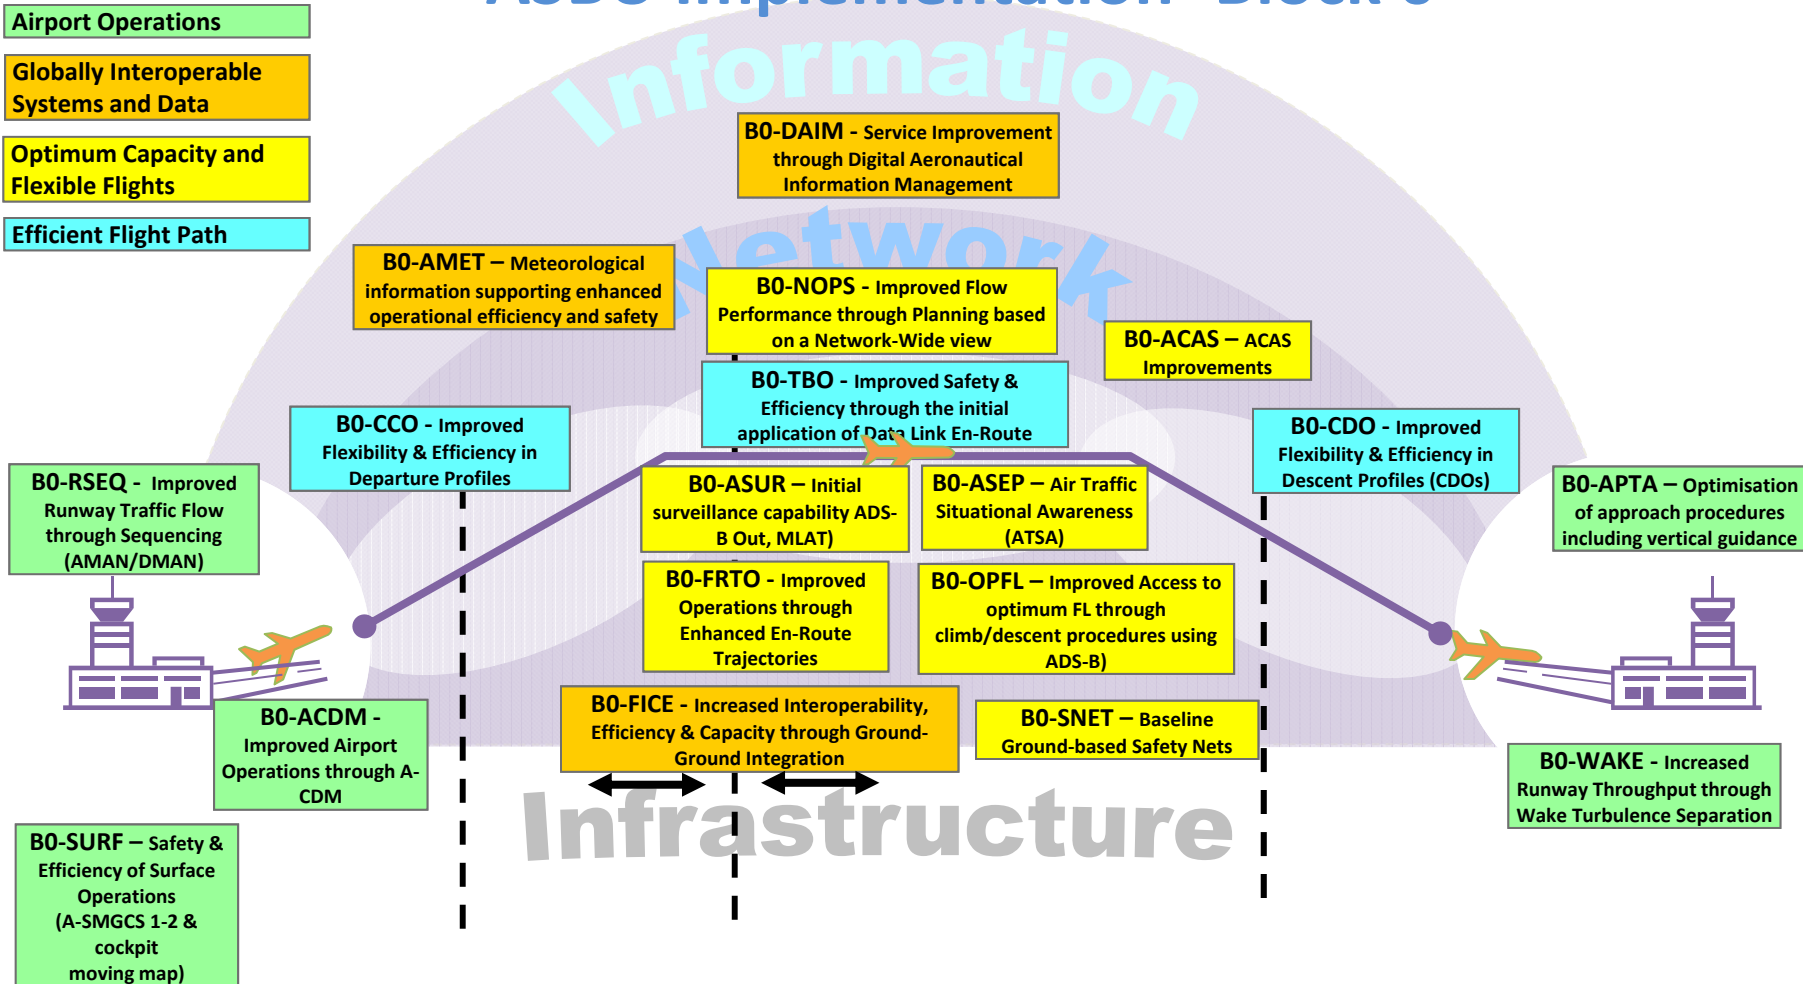 ASBU Implementation- Block 0
Airport Operations
Globally Interoperable
Systems and Data
Optimum Capacity and
Flexible Flights
Efficient Flight Path
Information
B0-DAIM - Service Improvement
through Digital Aeronautical
Information Management
Network
B0-AMET – Meteorological
information supporting enhanced
operational efficiency and safety
B0-NOPS - Improved Flow
Performance through Planning based
on a Network-Wide view
B0-ACAS – ACAS
Improvements
B0-TBO - Improved Safety &
Efficiency through the initial
application of Data Link En-Route
B0-CCO - Improved
Flexibility & Efficiency in
Departure Profiles
B0-CDO - Improved
Flexibility & Efficiency in
Descent Profiles (CDOs)
B0-RSEQ - Improved
Runway Traffic Flow
through Sequencing
(AMAN/DMAN)
B0-ASUR – Initial
surveillance capability ADS-
B Out, MLAT)
B0-ASEP – Air Traffic
Situational Awareness
(ATSA)
B0-APTA – Optimisation
of approach procedures
including vertical guidance
B0-FRTO - Improved
Operations through
Enhanced En-Route
Trajectories
B0-OPFL – Improved Access to
optimum FL through
climb/descent procedures using
ADS-B)
B0-ACDM -
Improved Airport
Operations through A-
CDM
B0-FICE - Increased Interoperability,
Efficiency & Capacity through Ground-
Ground Integration
B0-SNET – Baseline
Ground-based Safety Nets
B0-WAKE - Increased
Runway Throughput through
Wake Turbulence Separation
Infrastructure
B0-SURF – Safety &
Efficiency of Surface
Operations
(A-SMGCS 1-2 &
cockpit
moving map)